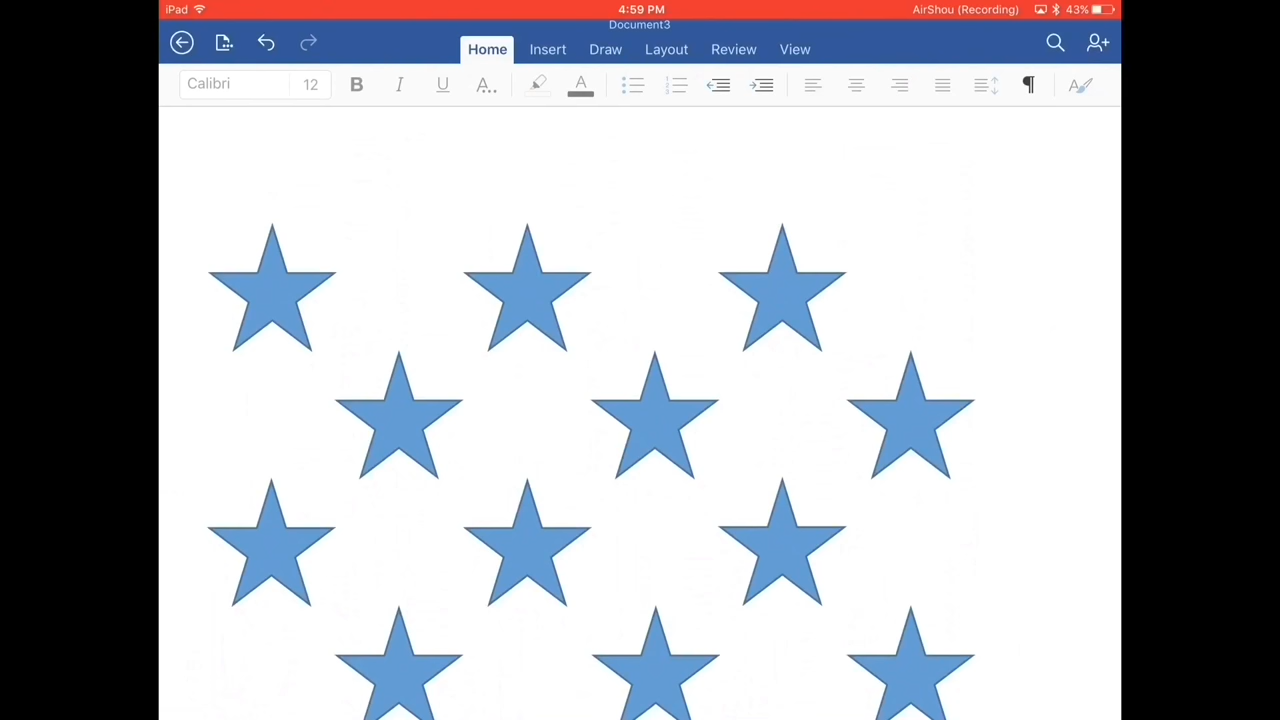 iPad 4:59 PM AirShou (Recording) 43%
Document3
Home Insert Draw Layout Review View
Calibri 12 B I U A.. A